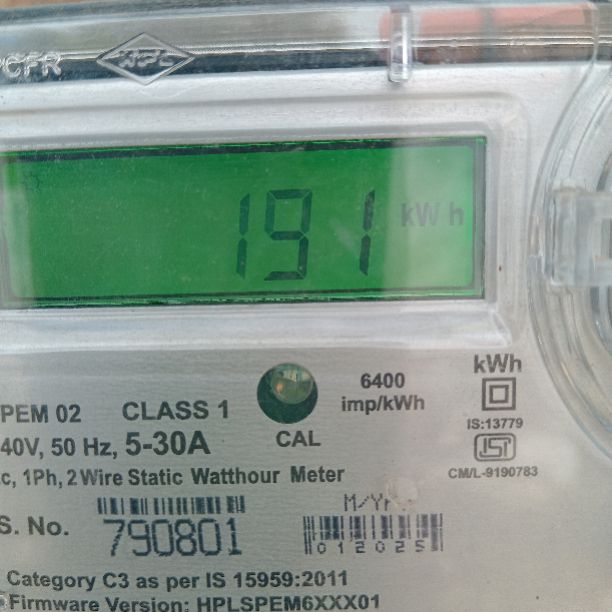 CFR HPL
191 kW h
kWh
6400
imp/kWh
PEM 02 CLASS 1
IS:13779
CAL
40V, 50 Hz, 5-30A
CM/L-9190783
c, 1Ph, 2 Wire Static Watthour Meter
M/Yr
S. No. 790801
012025
Category C3 as per IS 15959:2011
Firmware Version: HPLSPEM6XXX01